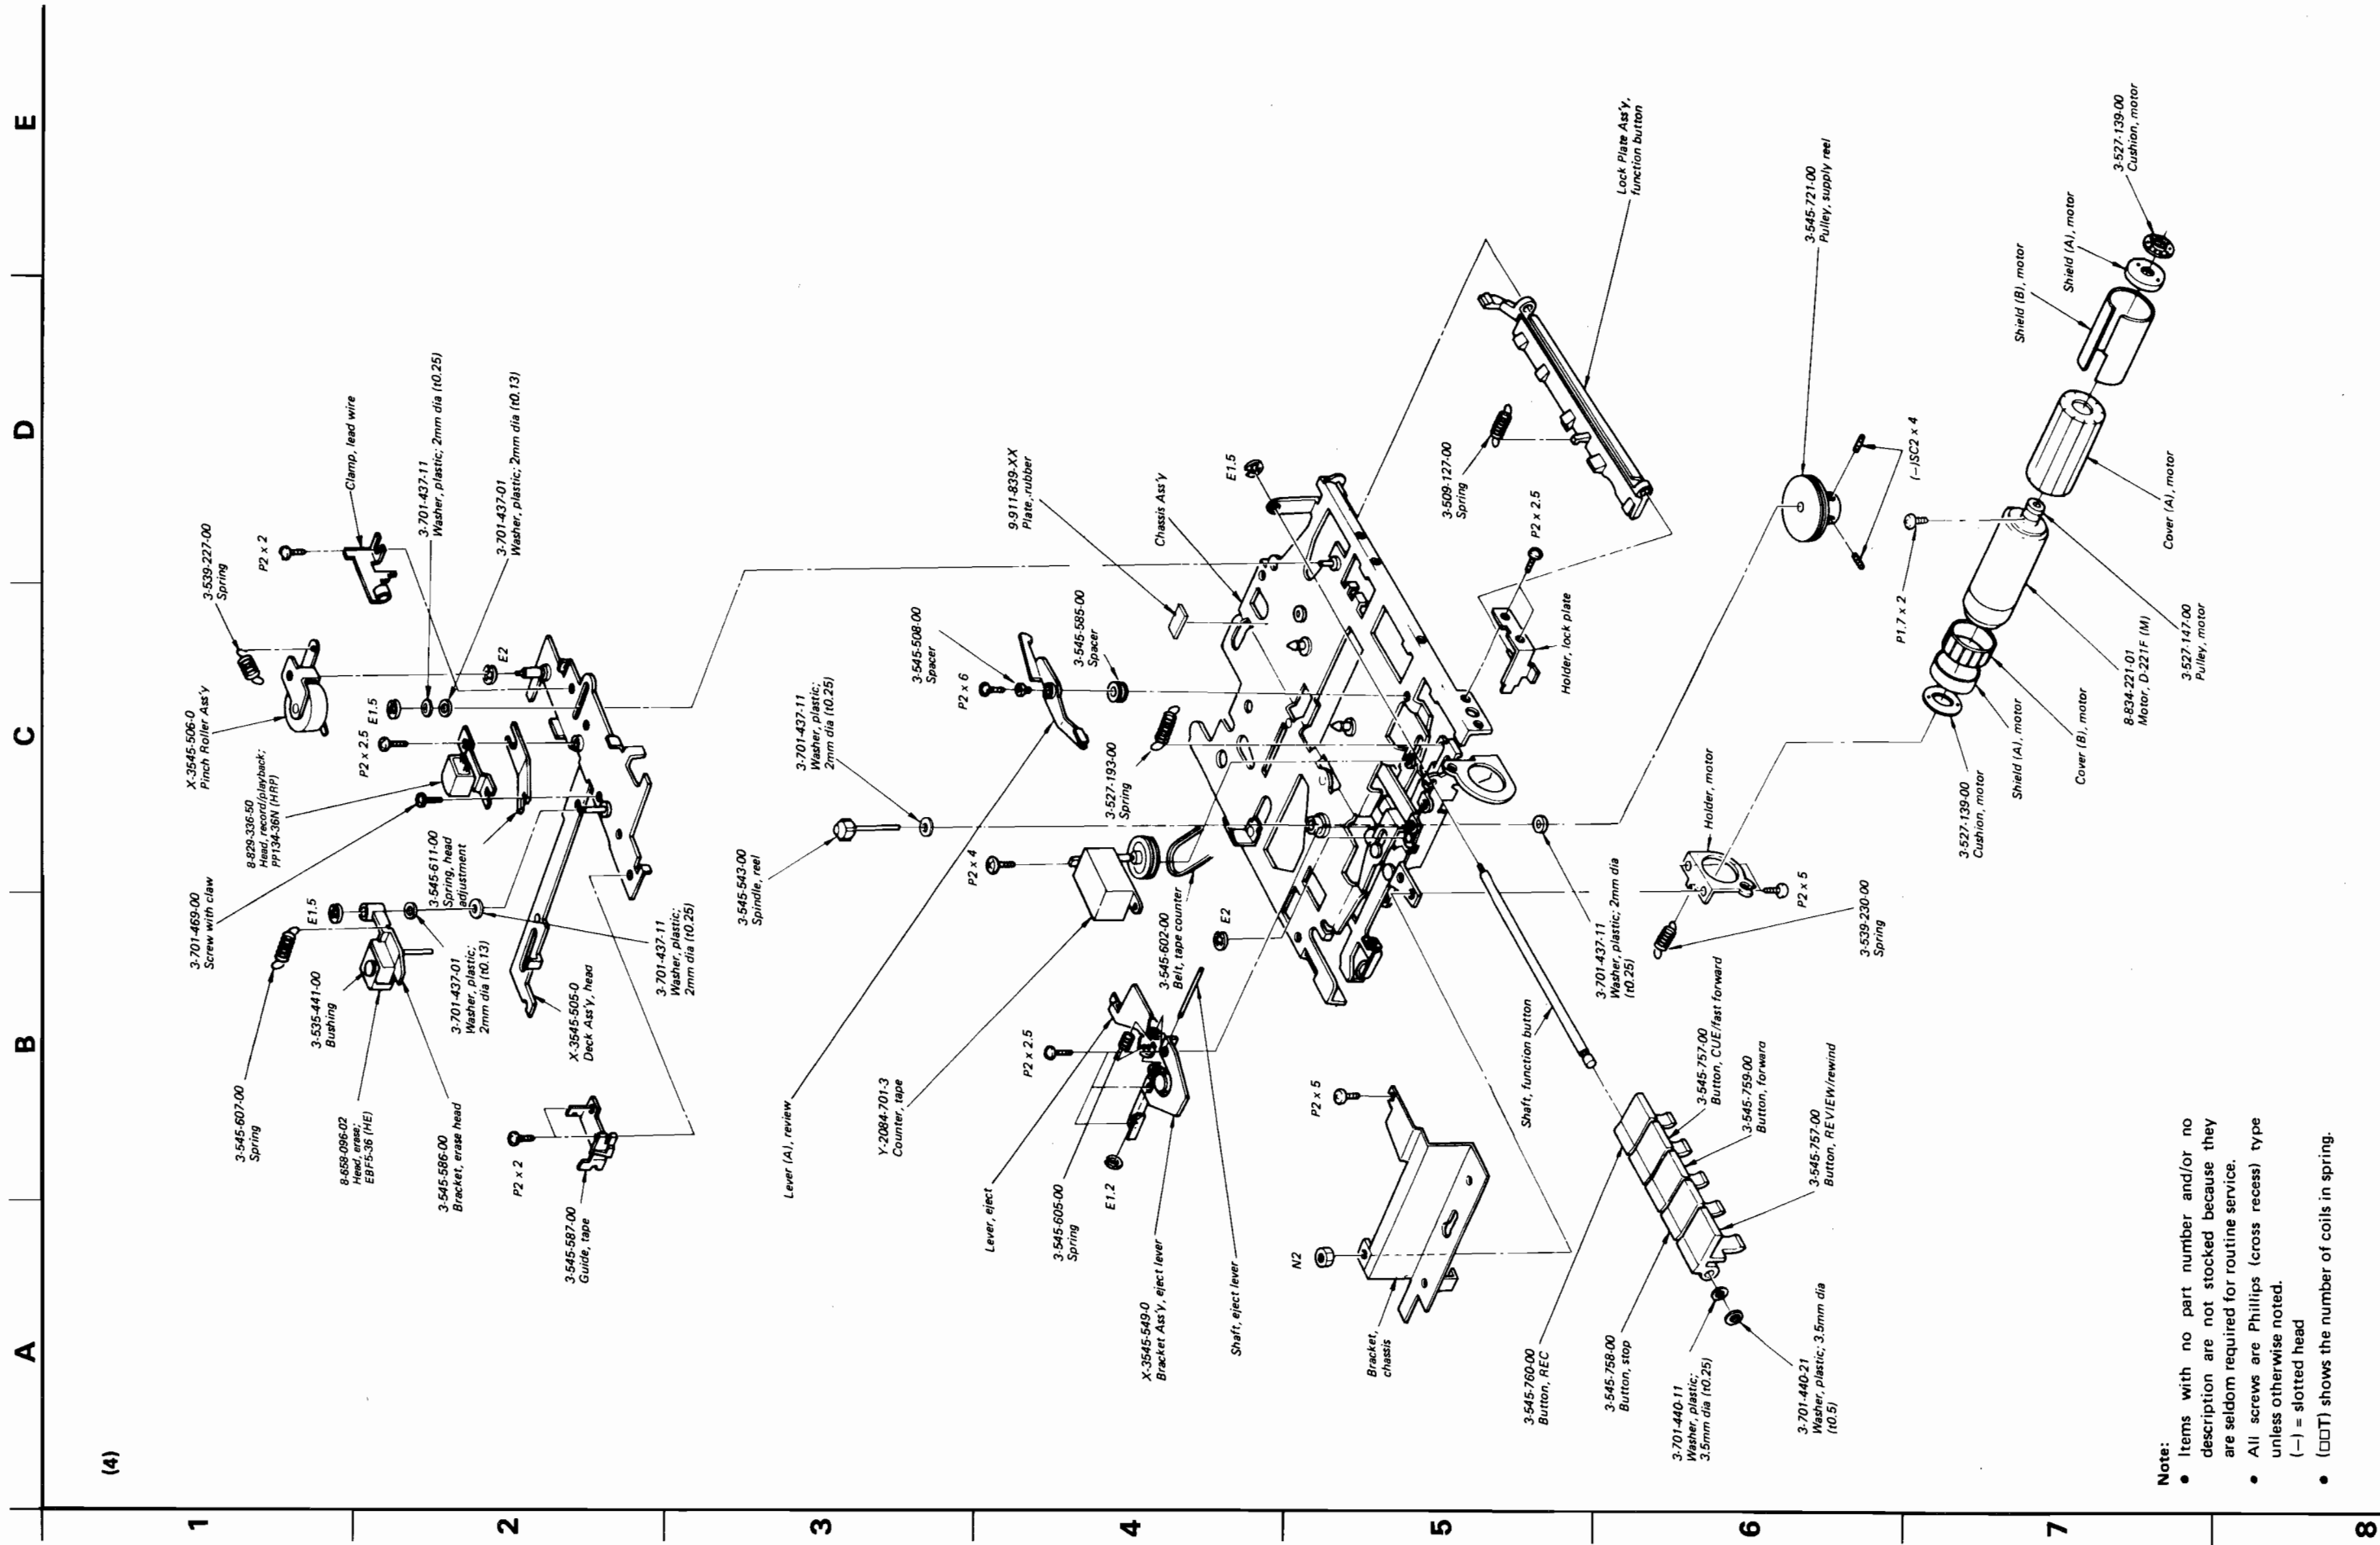 (4)
A
B
C
D
E
1
2
3
4
5
6
7
8
3-545-607-00
Spring
3-701-469-00
Screw with claw
E1.5
3-535-441-00
Bushing
8-658-096-02
Head, erase;
EBF5-36 (HE)
3-545-586-00
Bracket, erase head
3-701-437-01
Washer, plastic;
2mm dia (t0.13)
P2 x 2
3-545-587-00
Guide, tape
X-3545-505-0
Deck Ass'y, head
3-701-437-11
Washer, plastic;
2mm dia (t0.25)
3-545-611-00
Spring, head
adjustment
8-829-336-50
Head, record/playback;
PP134-36N (HRP)
X-3545-506-0
Pinch Roller Ass'y
P2 x 2.5
E1.5
E2
3-539-227-00
Spring
P2 x 2
Clamp, lead wire
3-701-437-11
Washer, plastic; 2mm dia (t0.25)
3-701-437-01
Washer, plastic; 2mm dia (t0.13)
3-545-543-00
Spindle, reel
3-701-437-11
Washer, plastic;
2mm dia (t0.25)
Lever (A), review
Y-2084-701-3
Counter, tape
P2 x 4
3-545-602-00
Belt, tape counter
E2
3-545-508-00
Spacer
P2 x 6
3-545-585-00
Spacer
3-527-193-00
Spring
9-9111-839-XX
Plate, rubber
Chassis Ass'y
E1.5
Lever, eject
3-545-605-00
Spring
E1.2
P2 x 2.5
X-3545-549-0
Bracket Ass'y, eject lever
Shaft, eject lever
N2
P2 x 5
Bracket,
chassis
3-509-127-00
Spring
P2 x 2.5
Holder, lock plate
Lock Plate Ass'y,
function button
Shaft, function button
3-701-437-11
Washer, plastic; 2mm dia
(t0.25)
3-545-757-00
Button, CUE/fast forward
3-545-759-00
Button, forward
3-545-757-00
Button, REVIEW/rewind
3-545-7600-00
Button, REC
3-545-758-00
Button, stop
3-701-440-11
Washer, plastic;
3.5mm dia (t0.25)
3-701-440-21
Washer, plastic; 3.5mm dia
(t0.5)
3-545-721-00
Pulley, supply reel
(−)SC2 x 4
Holder, motor
P2 x 5
3-539-230-00
Spring
3-527-139-00
Cushion, motor
Shield (A), motor
Cover (B), motor
8-834-221-01
Motor, D-221F (M)
3-527-147-00
Pulley, motor
P1.7 x 2
Cover (A), motor
Shield (B), motor
Shield (A), motor
3-527-139-00
Cushion, motor
Note:
• Items with no part number and/or no
description are not stocked because they
are seldom required for routine service.
• All screws are Phillips (cross recess) type
unless otherwise noted.
(−) = slotted head
• (□□T) shows the number of coils in spring.